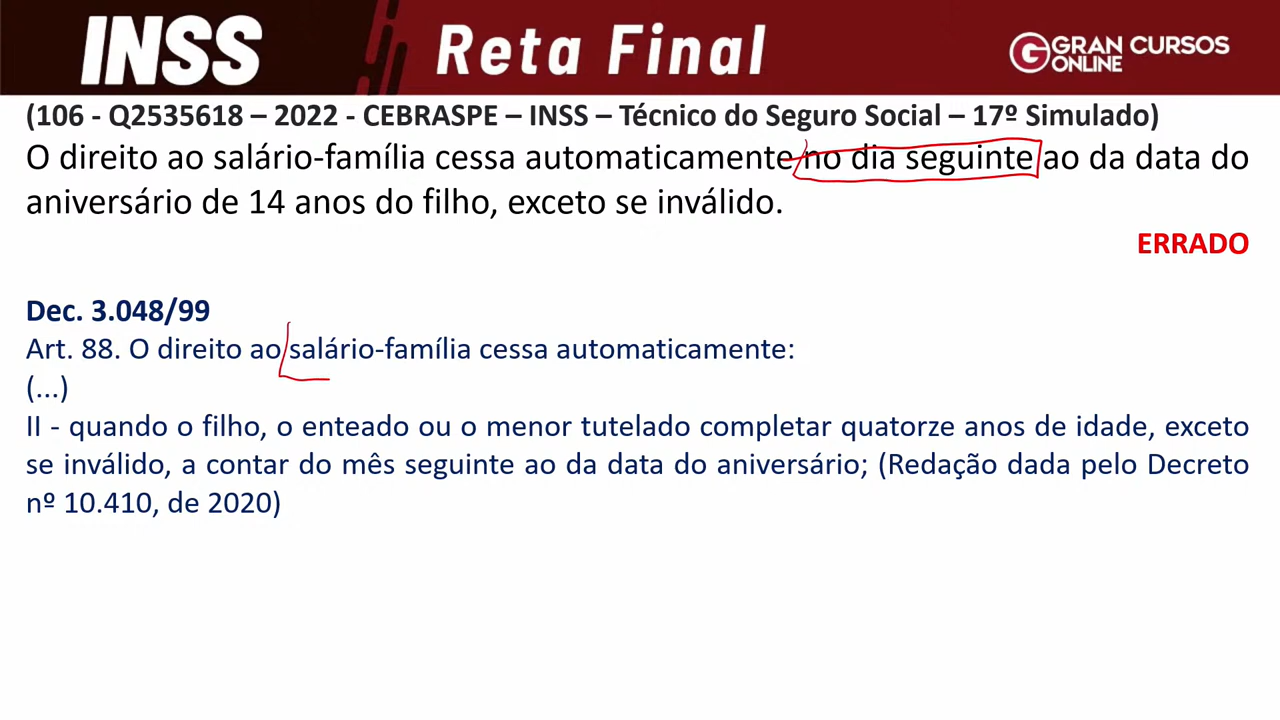 INSS
Reta Final
GRAN CURSOS
ONLINE
(106 - Q2535618 – 2022 - CEBRASPE – INSS – Técnico do Seguro Social – 17º Simulado)
O direito ao salário-família cessa automaticamente no dia seguinte ao da data do
aniversário de 14 anos do filho, exceto se inválido.
ERRADO
Dec. 3.048/99
Art. 88. O direito ao salário-família cessa automaticamente:
(...)
II - quando o filho, o enteado ou o menor tutelado completar quatorze anos de idade, exceto
se inválido, a contar do mês seguinte ao da data do aniversário; (Redação dada pelo Decreto
nº 10.410, de 2020)